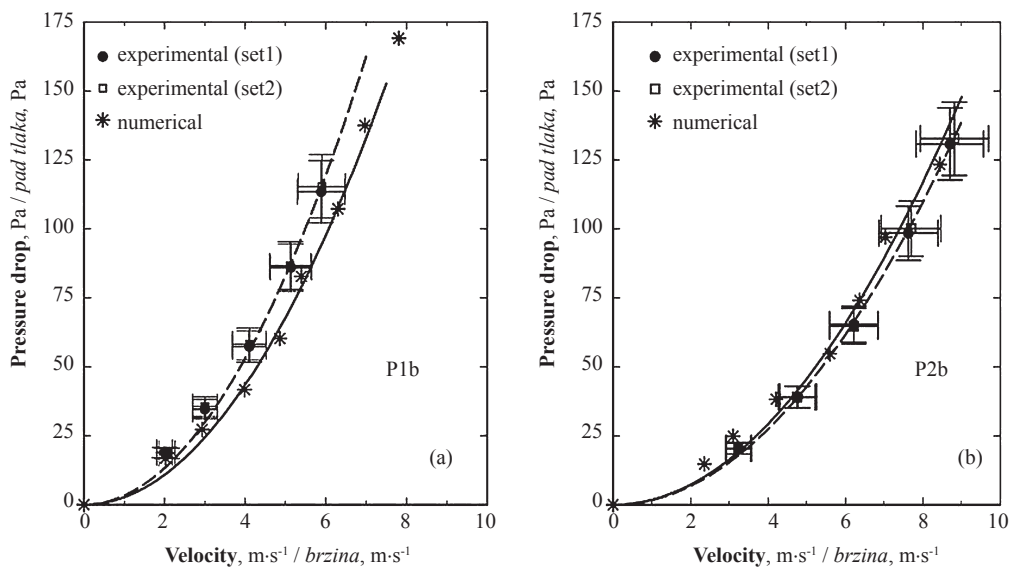 175
150
125
100
75
50
25
0
Pressure drop, Pa / pad tlaka, Pa
experimental (set1)
experimental (set2)
numerical
P1b
(a)
0 2 4 6 8 10
Velocity, m·s⁻¹ / brzina, m·s⁻¹
175
150
125
100
75
50
25
0
Pressure drop, Pa / pad tlaka, Pa
experimental (set1)
experimental (set2)
numerical
P2b
(b)
0 2 4 6 8 10
Velocity, m·s⁻¹ / brzina, m·s⁻¹